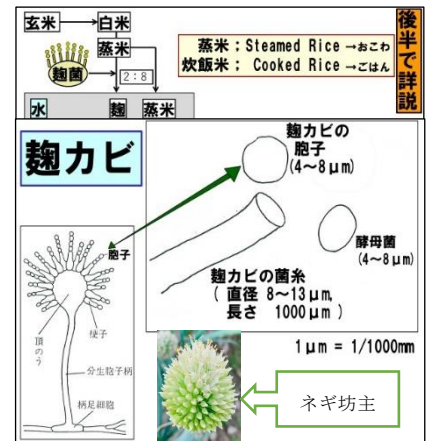 玄米
白米
蒸米
麹菌
2:8
水
麹
蒸米
蒸米：Steamed Rice →おこわ
炊飯米： Cooked Rice →ごはん
後半で詳説
麹カビ
麹カビの
胞子
(4～8μm)
酵母菌
(4～8μm)
麹カビの菌糸
( 直径 8～13μm,
長さ 1000μm )
1μm = 1/1000mm
胞子
梗子
頂のう
分生胞子柄
柄足細胞
ネギ坊主